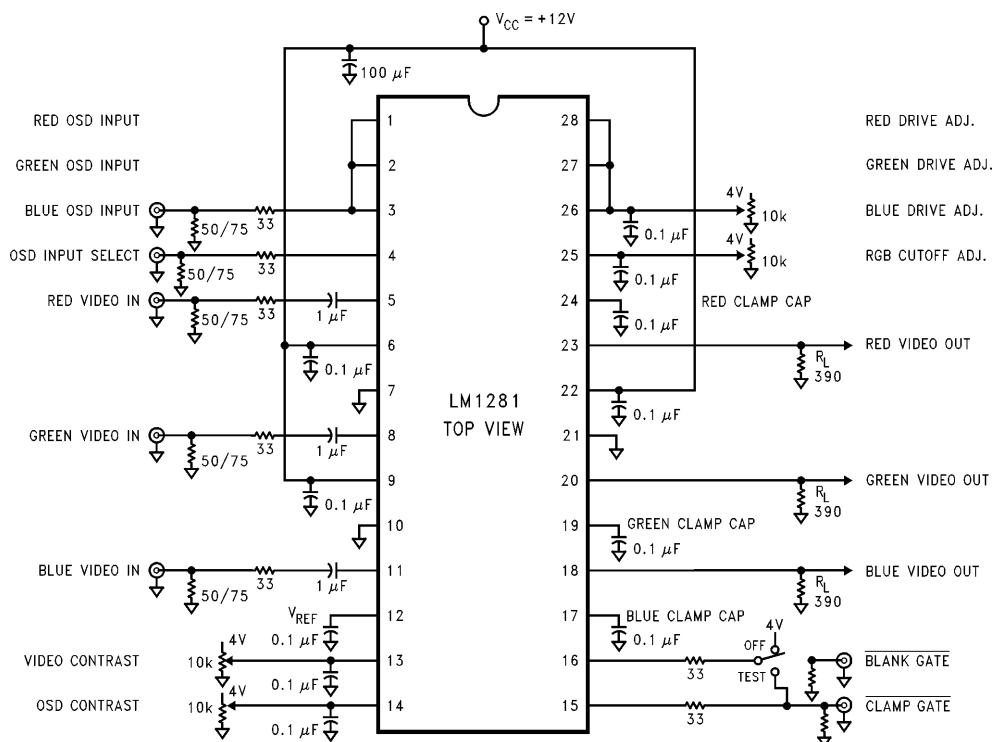 V_CC = +12V
100 μF
RED OSD INPUT 1 28 RED DRIVE ADJ.
GREEN OSD INPUT 2 27 GREEN DRIVE ADJ.
BLUE OSD INPUT 50/75 33 3 26 0.1 μF 4V 10k BLUE DRIVE ADJ.
OSD INPUT SELECT 50/75 33 4 25 0.1 μF 4V 10k RGB CUTOFF ADJ.
RED VIDEO IN 50/75 33 1 μF 5 24 0.1 μF RED CLAMP CAP
0.1 μF 6 23 R_L 390 RED VIDEO OUT
7 22 0.1 μF
LM1281
TOP VIEW
GREEN VIDEO IN 50/75 33 1 μF 8 21
0.1 μF 9 20 R_L 390 GREEN VIDEO OUT
10 19 0.1 μF GREEN CLAMP CAP
BLUE VIDEO IN 50/75 33 1 μF 11 18 R_L 390 BLUE VIDEO OUT
V_REF 0.1 μF 12 17 0.1 μF BLUE CLAMP CAP
VIDEO CONTRAST 10k 4V 0.1 μF 13 16 33 OFF 4V TEST BLANK GATE
OSD CONTRAST 10k 4V 0.1 μF 14 15 33 CLAMP GATE